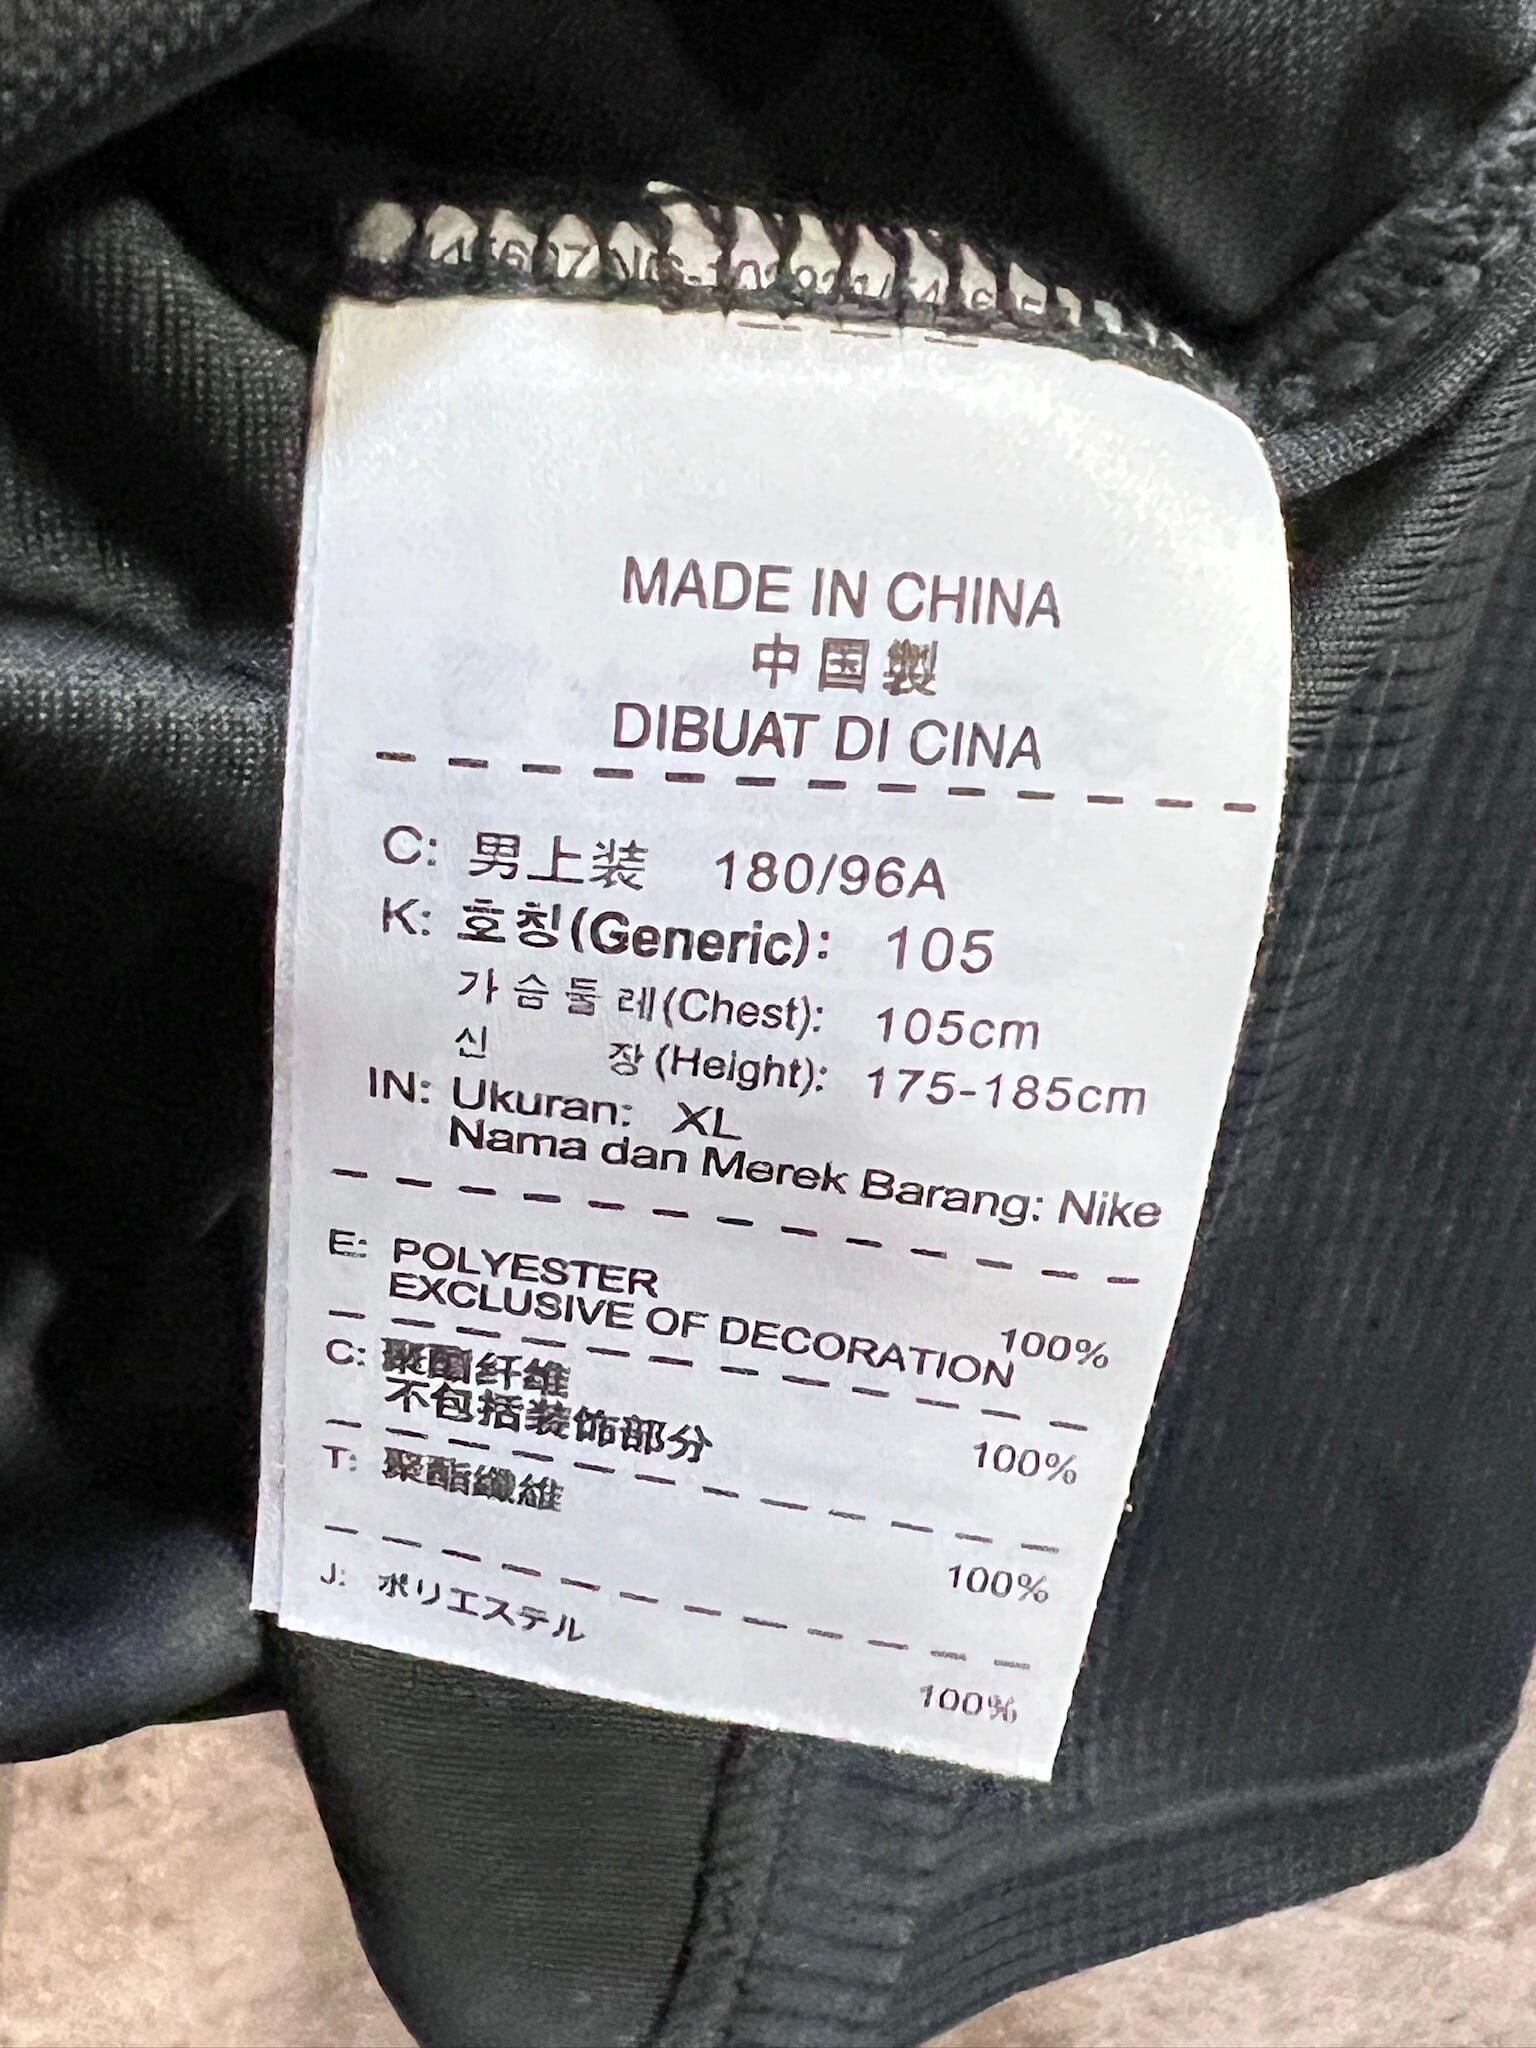 MADE IN CHINA
中国製
DIBUAT DI CINA
C: 男上装 180/96A
K: 호칭(Generic): 105
가슴둘레(Chest): 105cm
신 장(Height): 175-185cm
IN: Ukuran: XL
Nama dan Merek Barang: Nike
E: POLYESTER 100%
EXCLUSIVE OF DECORATION
C: 聚酯纤维 100%
不包括装饰部分
T: 聚酯纖維 100%
J: ポリエステル 100%